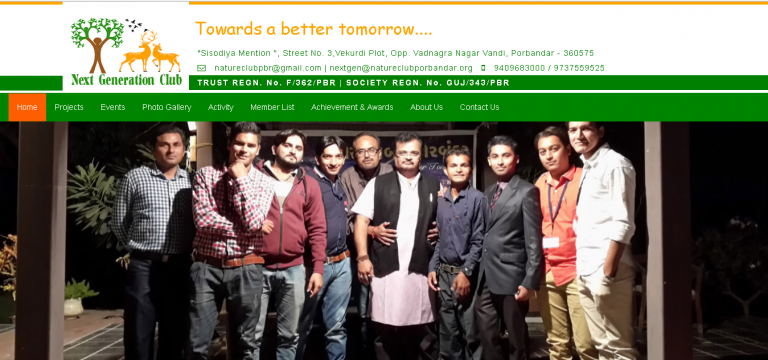 Towards a better tomorrow....
"Sisodiya Mention ", Street No. 3,Vekurdi Plot, Opp. Vadnagra Nagar Vandi, Porbandar - 360575
natureclubpbr@gmail.com | nextgen@natureclubporbandar.org 9409683000 / 9737559525
Next Generation Club
TRUST REGN. No. F/362/PBR | SOCIETY REGN. No. GUJ/343/PBR
Home Projects Events Photo Gallery Activity Member List Achievement & Awards About Us Contact Us